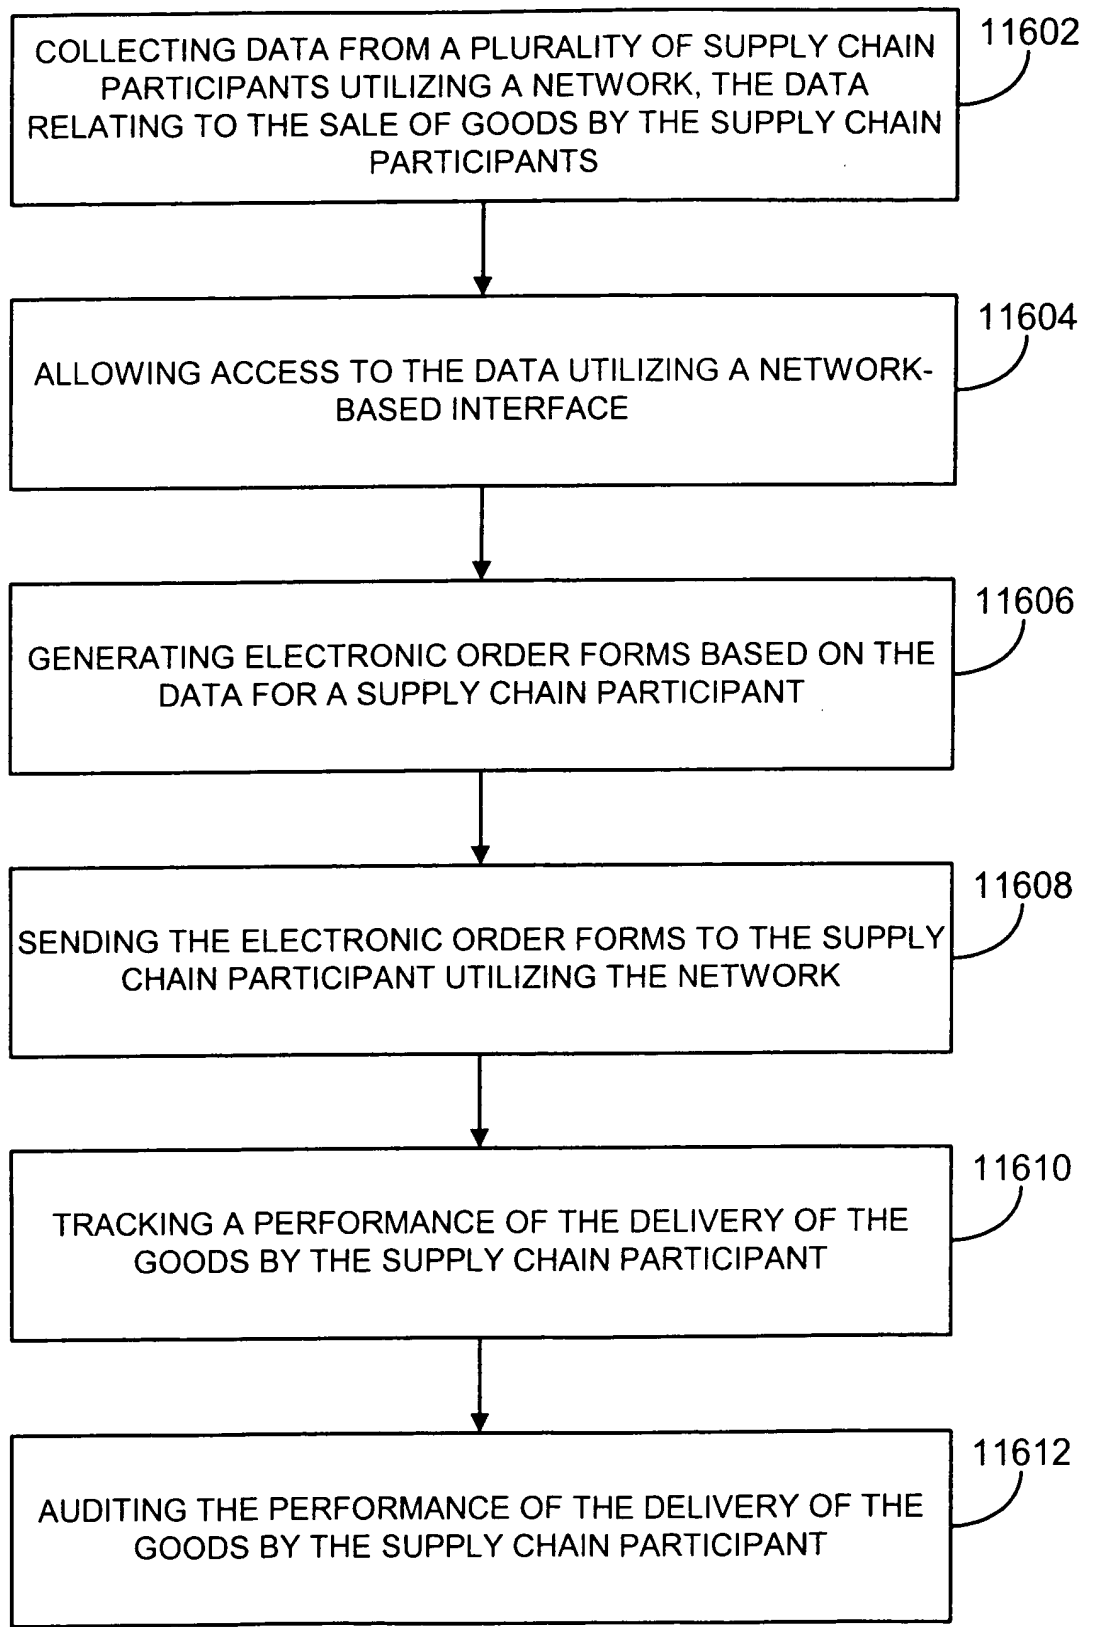 COLLECTING DATA FROM A PLURALITY OF SUPPLY CHAIN
PARTICIPANTS UTILIZING A NETWORK, THE DATA
RELATING TO THE SALE OF GOODS BY THE SUPPLY CHAIN
PARTICIPANTS
11602
ALLOWING ACCESS TO THE DATA UTILIZING A NETWORK-
BASED INTERFACE
11604
GENERATING ELECTRONIC ORDER FORMS BASED ON THE
DATA FOR A SUPPLY CHAIN PARTICIPANT
11606
SENDING THE ELECTRONIC ORDER FORMS TO THE SUPPLY
CHAIN PARTICIPANT UTILIZING THE NETWORK
11608
TRACKING A PERFORMANCE OF THE DELIVERY OF THE
GOODS BY THE SUPPLY CHAIN PARTICIPANT
11610
AUDITING THE PERFORMANCE OF THE DELIVERY OF THE
GOODS BY THE SUPPLY CHAIN PARTICIPANT
11612